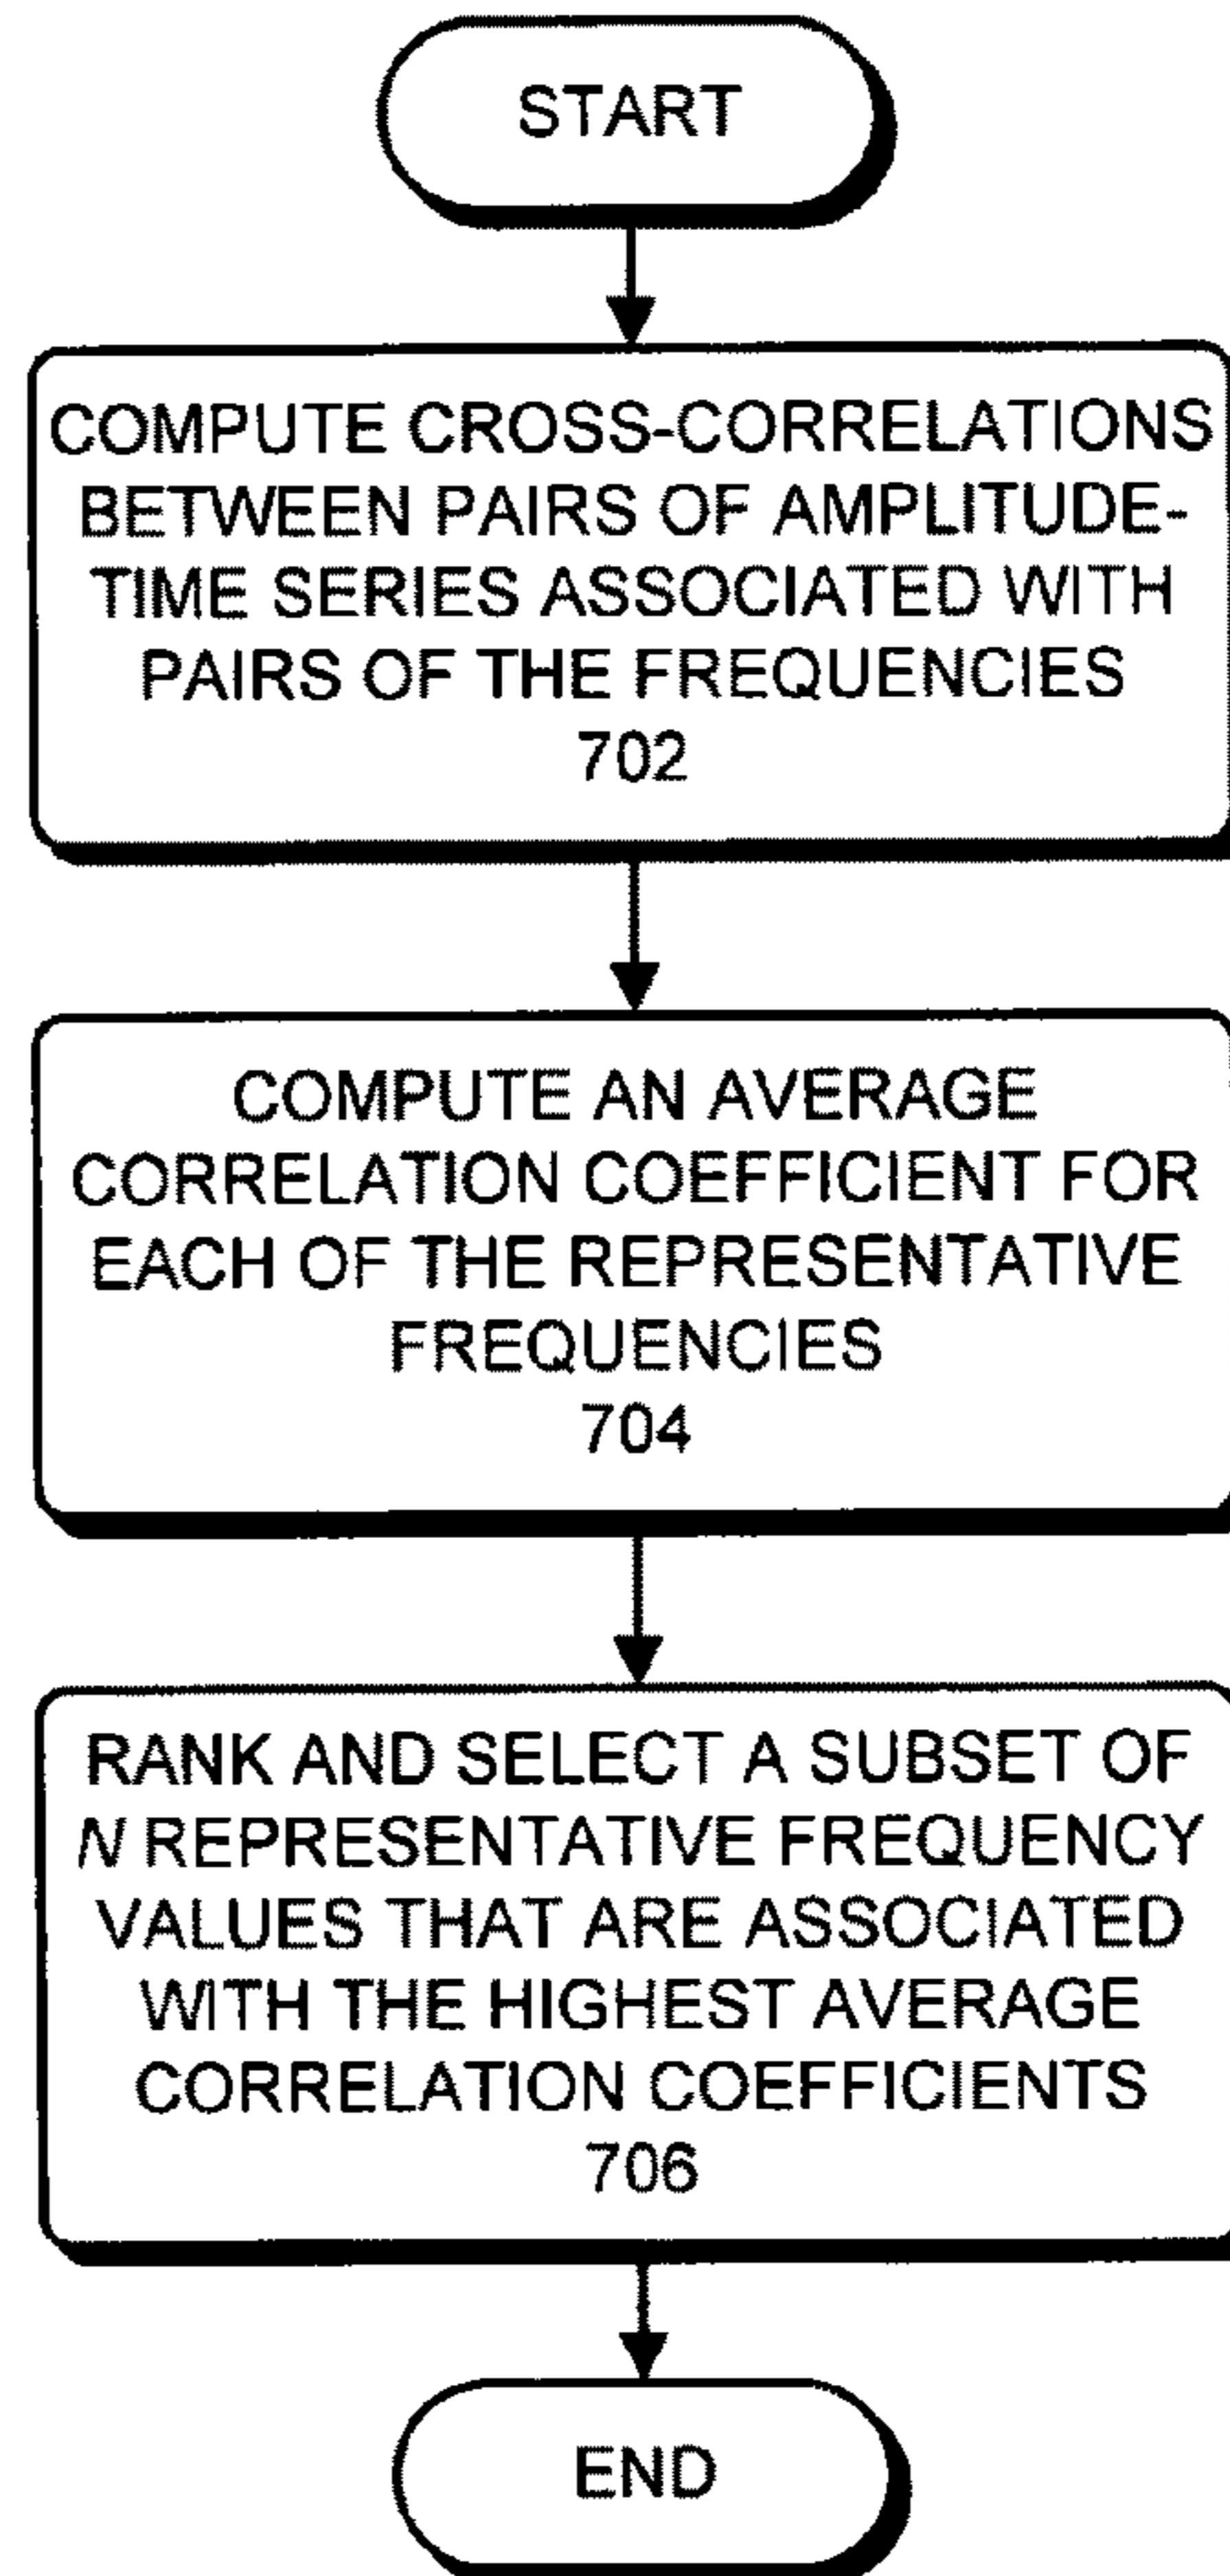 START
COMPUTE CROSS-CORRELATIONS
BETWEEN PAIRS OF AMPLITUDE-
TIME SERIES ASSOCIATED WITH
PAIRS OF THE FREQUENCIES
702
COMPUTE AN AVERAGE
CORRELATION COEFFICIENT FOR
EACH OF THE REPRESENTATIVE
FREQUENCIES
704
RANK AND SELECT A SUBSET OF
N REPRESENTATIVE FREQUENCY
VALUES THAT ARE ASSOCIATED
WITH THE HIGHEST AVERAGE
CORRELATION COEFFICIENTS
706
END